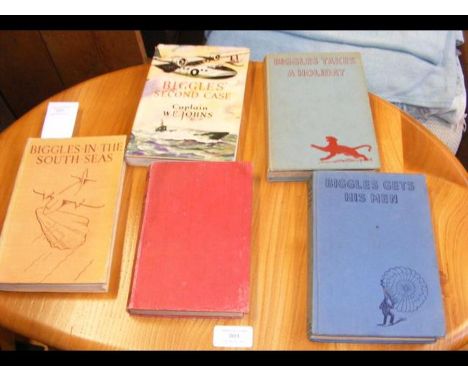 BIGGLES'
SECOND CASE
Captain
W.E. JOHNS
BIGGLES TAKES
A HOLIDAY
BIGGLES IN THE
SOUTH SEAS
BIGGLES GETS
HIS MEN